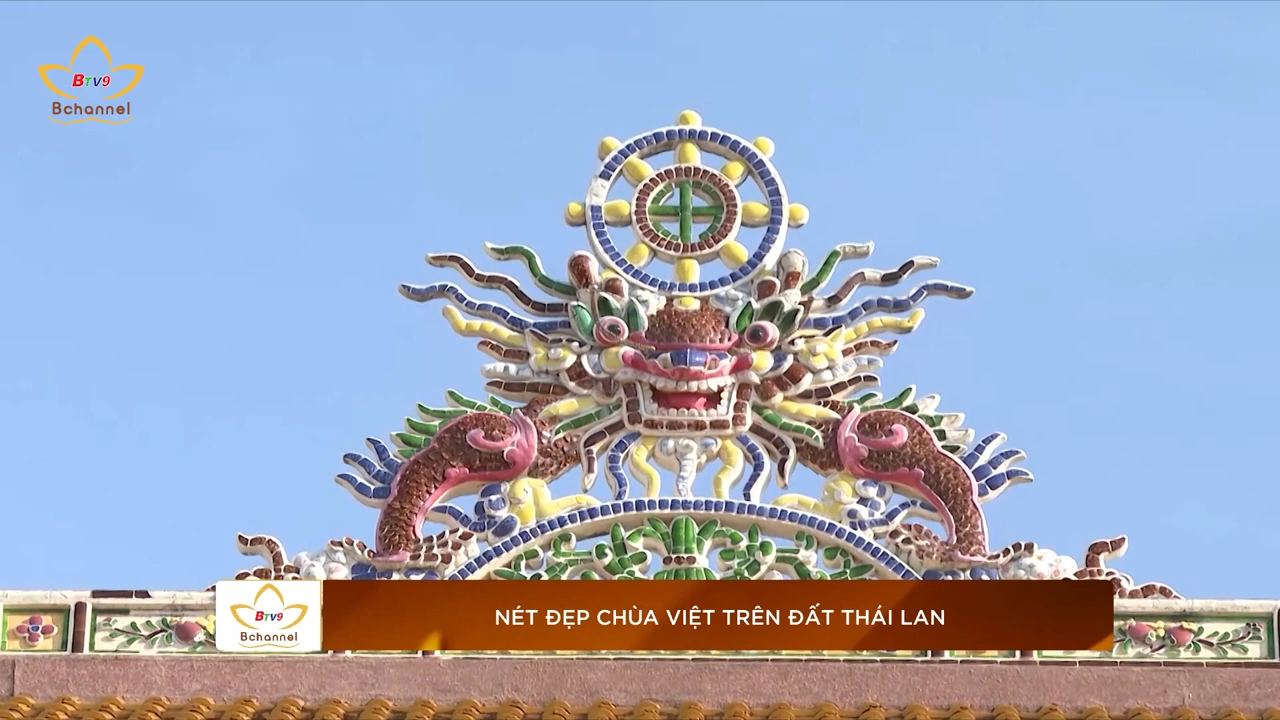 BTV9
Bchannel
BTV9
Bchannel
NÉT ĐẸP CHÙA VIỆT TRÊN ĐẤT THÁI LAN